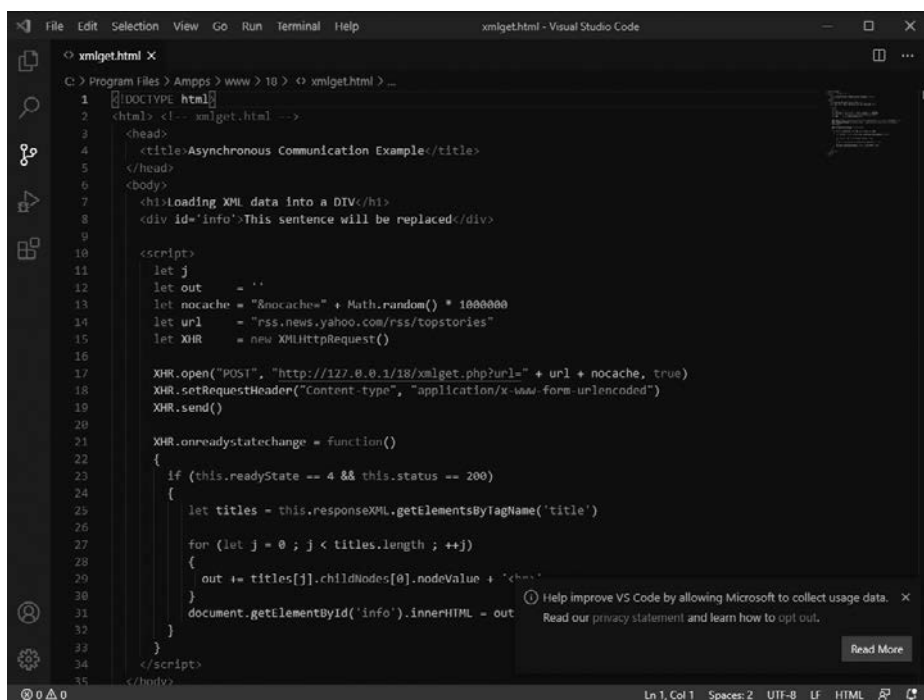 File Edit Selection View Go Run Terminal Help xmlget.html - Visual Studio Code
xmlget.html
C: > Program Files > Ampps > www > 18 > xmlget.html > ...
1 <!DOCTYPE html>
2 <html> <!-- xmlget.html -->
3 <head>
4 <title>Asynchronous Communication Example</title>
5 </head>
6 <body>
7 <h1>Loading XML data into a DIV</h1>
8 <div id='info'>This sentence will be replaced</div>
9
10 <script>
11 let j
12 let out = ''
13 let nocache = "&nocache=" + Math.random() * 1000000
14 let url = "rss.news.yahoo.com/rss/topstories"
15 let XHR = new XMLHttpRequest()
16
17 XHR.open("POST", "http://127.0.0.1/18/xmlget.php?url=" + url + nocache, true)
18 XHR.setRequestHeader("Content-type", "application/x-www-form-urlencoded")
19 XHR.send()
20
21 XHR.onreadystatechange = function()
22 {
23 if (this.readyState == 4 && this.status == 200)
24 {
25 let titles = this.responseXML.getElementsByTagName('title')
26
27 for (let j = 0 ; j < titles.length ; ++j)
28 {
29 out += titles[j].childNodes[0].nodeValue +
30 }
31 document.getElementById('info').innerHTML = out
32 }
33 }
34 </script>
35 </body>
Help improve VS Code by allowing Microsoft to collect usage data.
Read our privacy statement and learn how to opt out.
Read More
0 0 Ln 1, Col 1 Spaces: 2 UTF-8 LF HTML